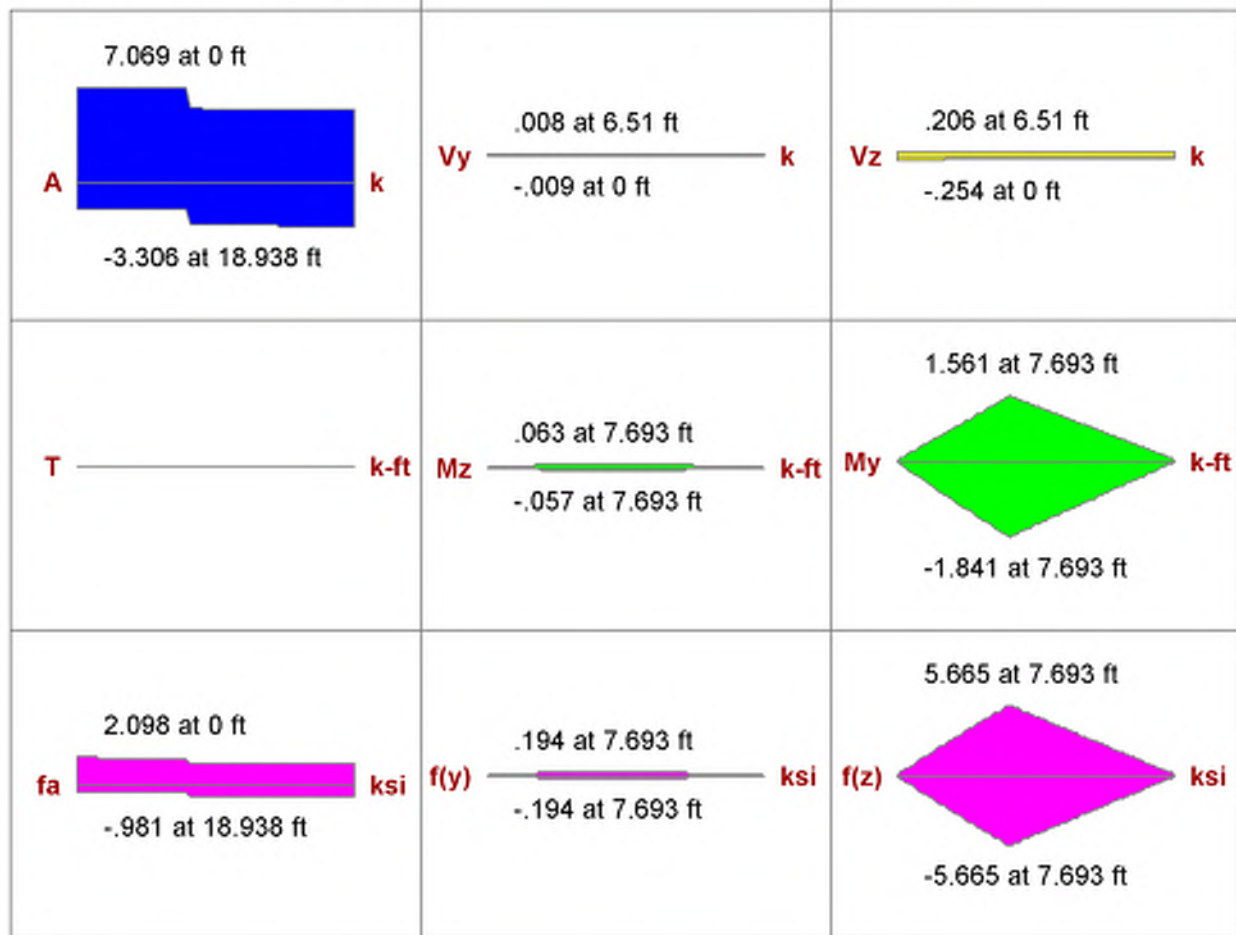 7.069 at 0 ft
A
k
-3.306 at 18.938 ft
.008 at 6.51 ft
Vy
k
-.009 at 0 ft
.206 at 6.51 ft
Vz
k
-.254 at 0 ft
T
k-ft
.063 at 7.693 ft
Mz
k-ft
-.057 at 7.693 ft
1.561 at 7.693 ft
My
k-ft
-1.841 at 7.693 ft
2.098 at 0 ft
fa
ksi
-.981 at 18.938 ft
.194 at 7.693 ft
f(y)
ksi
-.194 at 7.693 ft
5.665 at 7.693 ft
f(z)
ksi
-5.665 at 7.693 ft